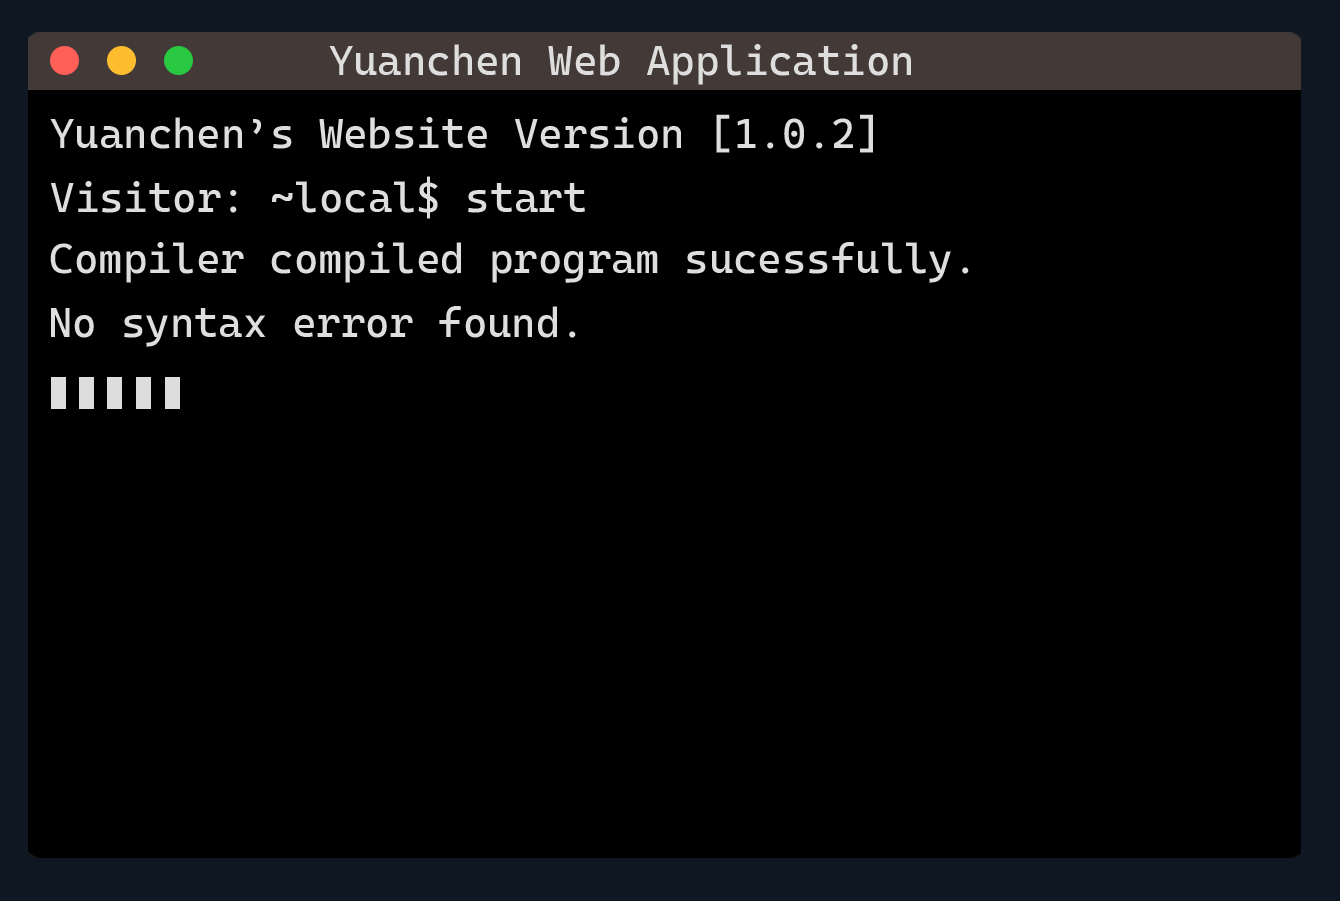 Yuanchen Web Application
Yuanchen’s Website Version [1.0.2]
Visitor: ~local$ start
Compiler compiled program sucessfully.
No syntax error found.